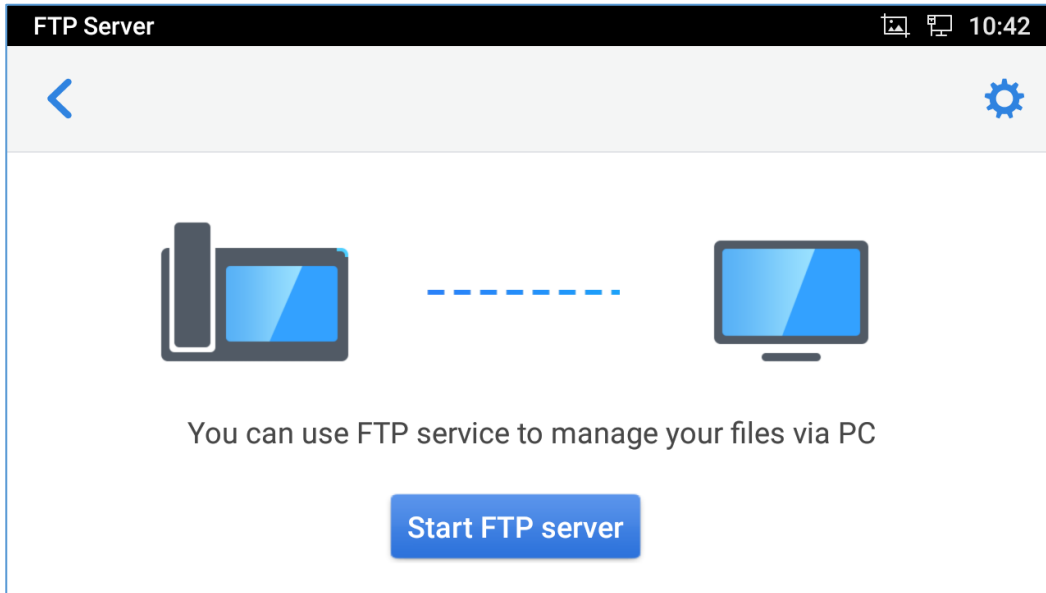 FTP Server 10:42
You can use FTP service to manage your files via PC
Start FTP server